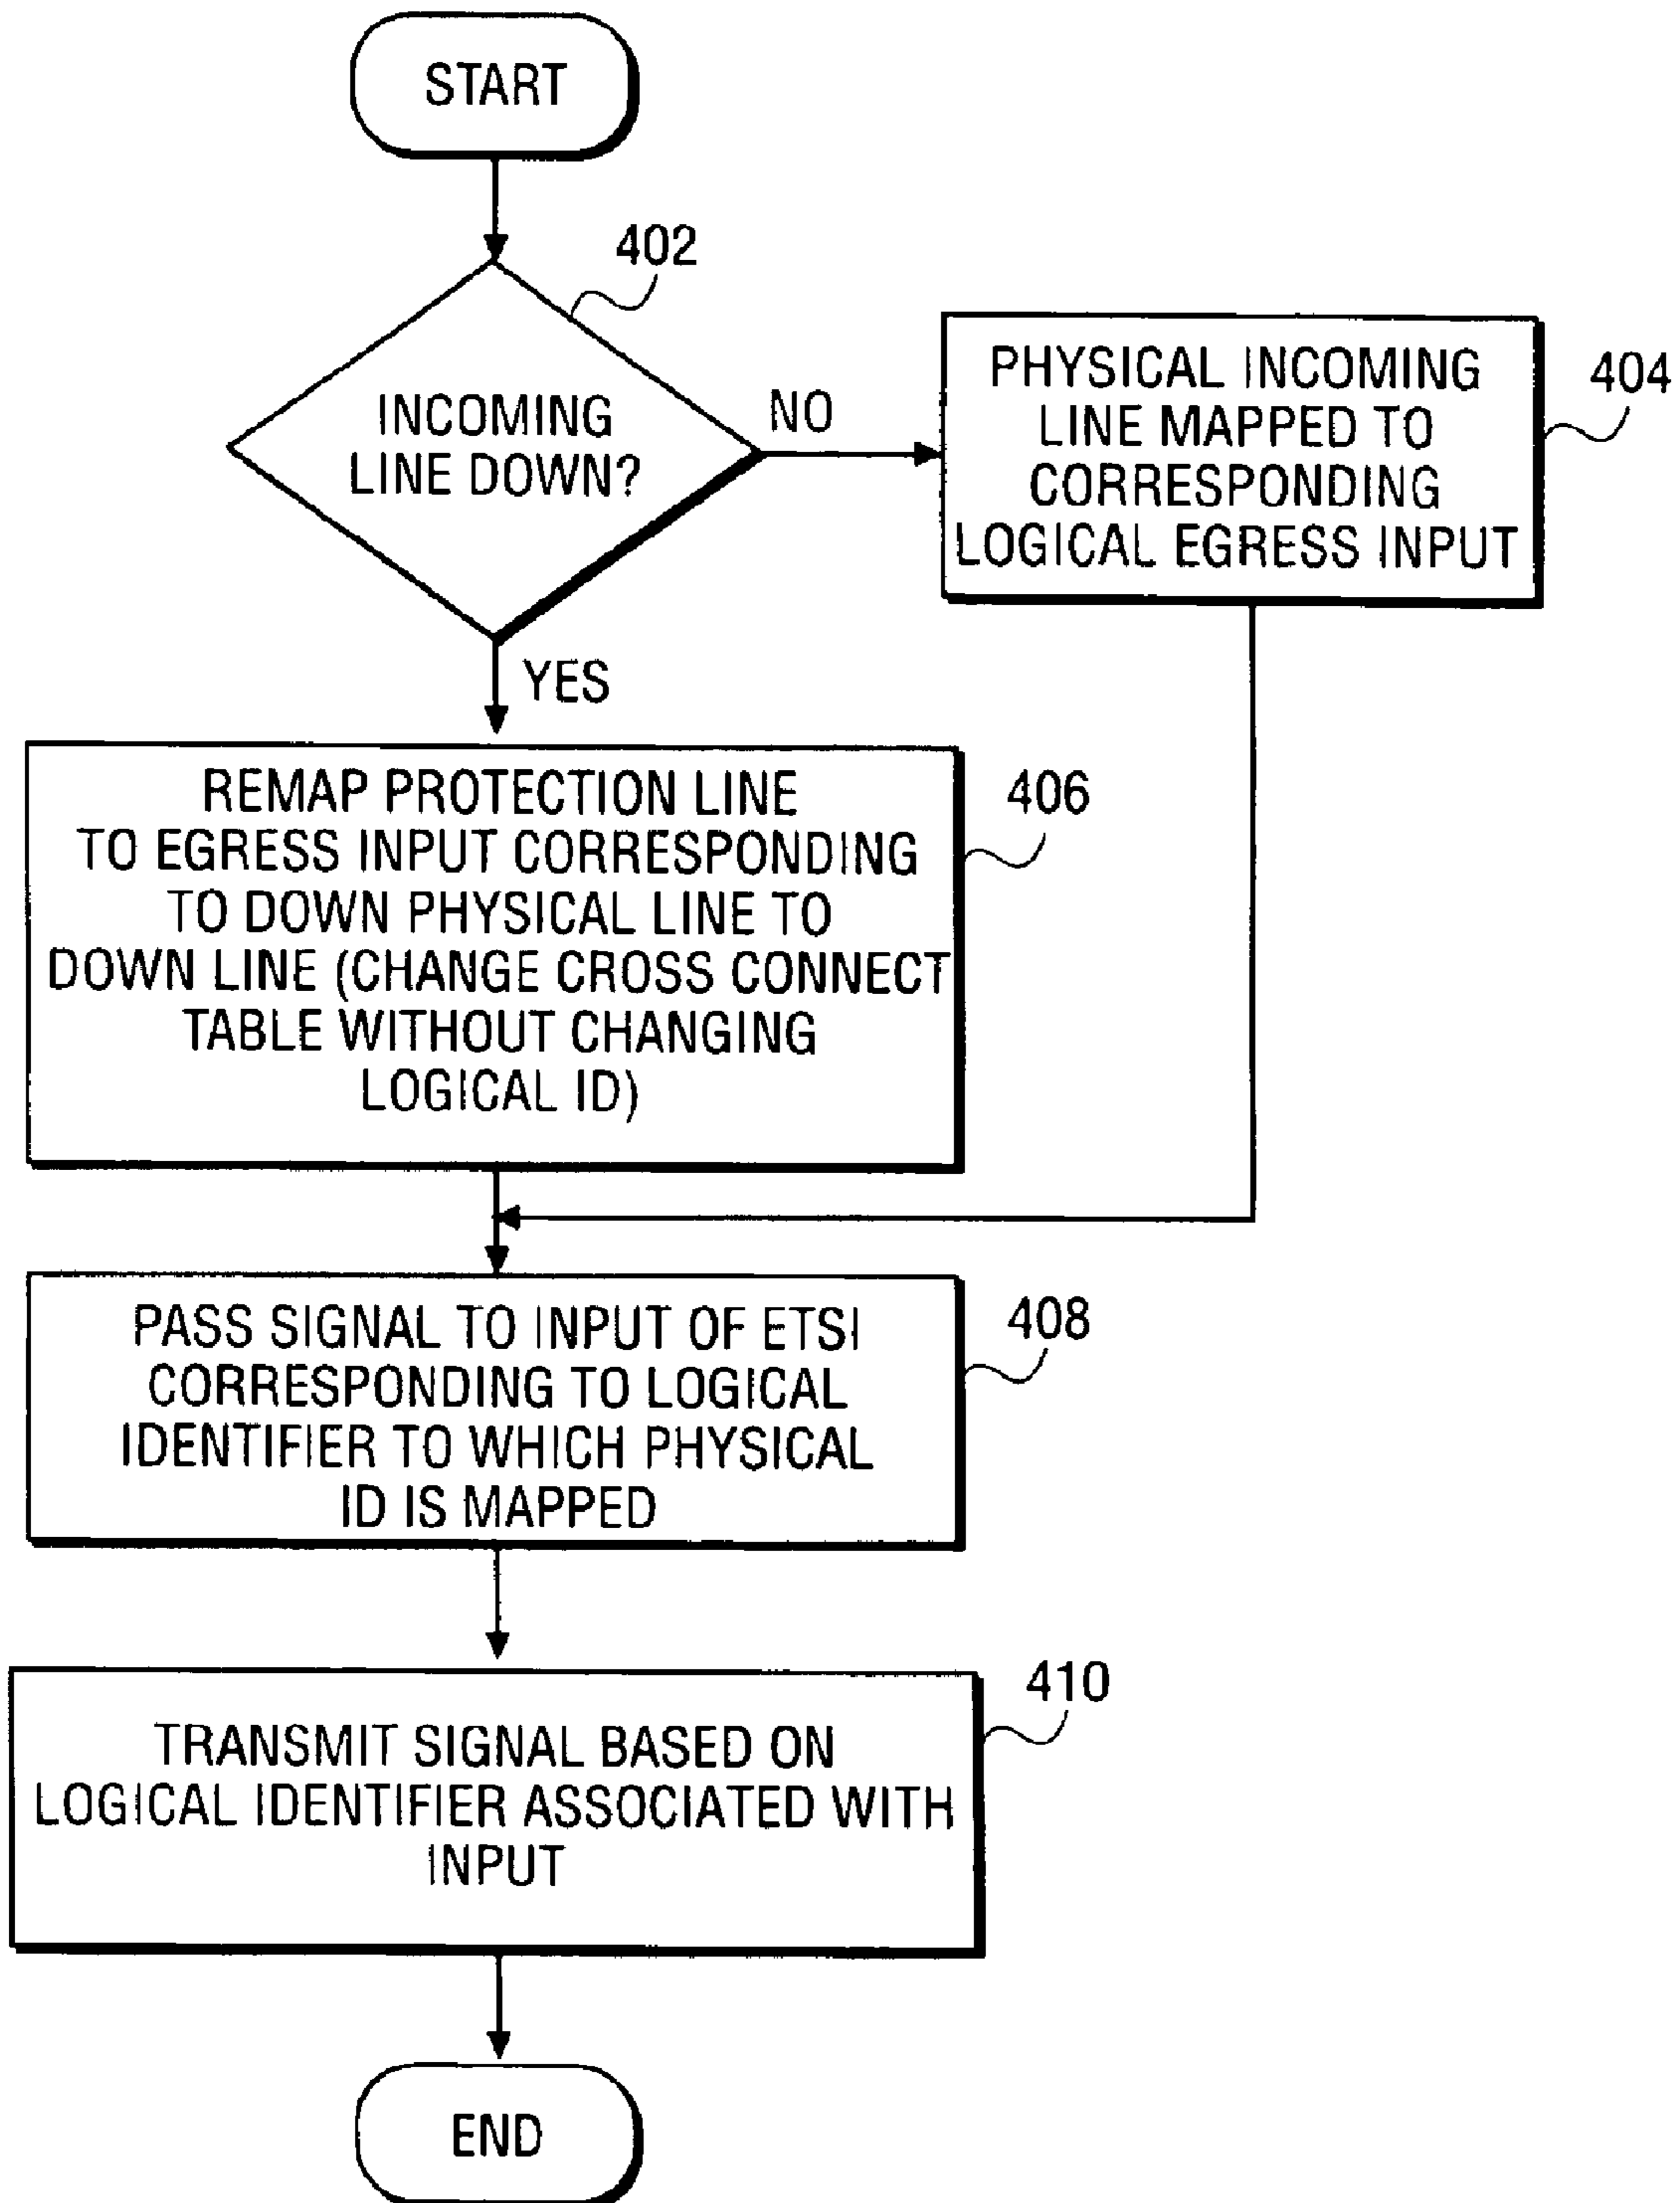 START
402
INCOMING
LINE DOWN?
NO
PHYSICAL INCOMING
LINE MAPPED TO
CORRESPONDING
LOGICAL EGRESS INPUT
404
YES
REMAP PROTECTION LINE
TO EGRESS INPUT CORRESPONDING
TO DOWN PHYSICAL LINE TO
DOWN LINE (CHANGE CROSS CONNECT
TABLE WITHOUT CHANGING
LOGICAL ID)
406
PASS SIGNAL TO INPUT OF ETSI
CORRESPONDING TO LOGICAL
IDENTIFIER TO WHICH PHYSICAL
ID IS MAPPED
408
TRANSMIT SIGNAL BASED ON
LOGICAL IDENTIFIER ASSOCIATED WITH
INPUT
410
END